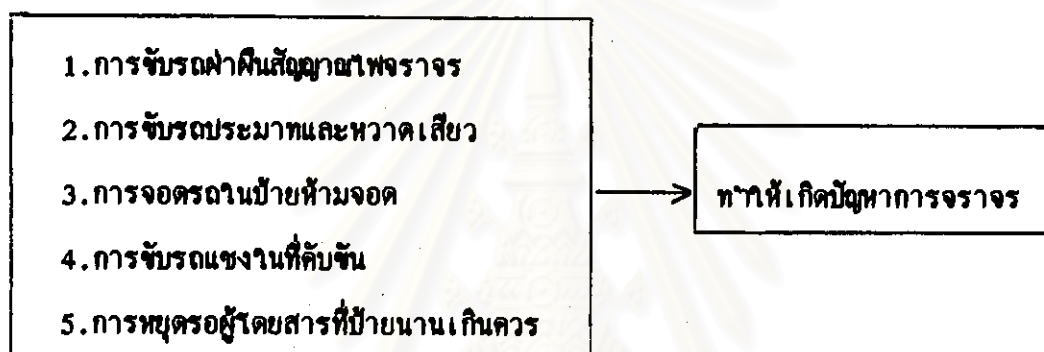 1.การขับรถฝ่าฝืนสัญญาณไฟจราจร
2.การขับรถประมาทและหวาดเสียว
3.การจอดรถในป้ายห้ามจอด
ทำให้เกิดปัญหาการจราจร
4.การขับรถแซงในที่คับขัน
5.การหยุดรอผู้โดยสารที่ป้ายนานเกินควร